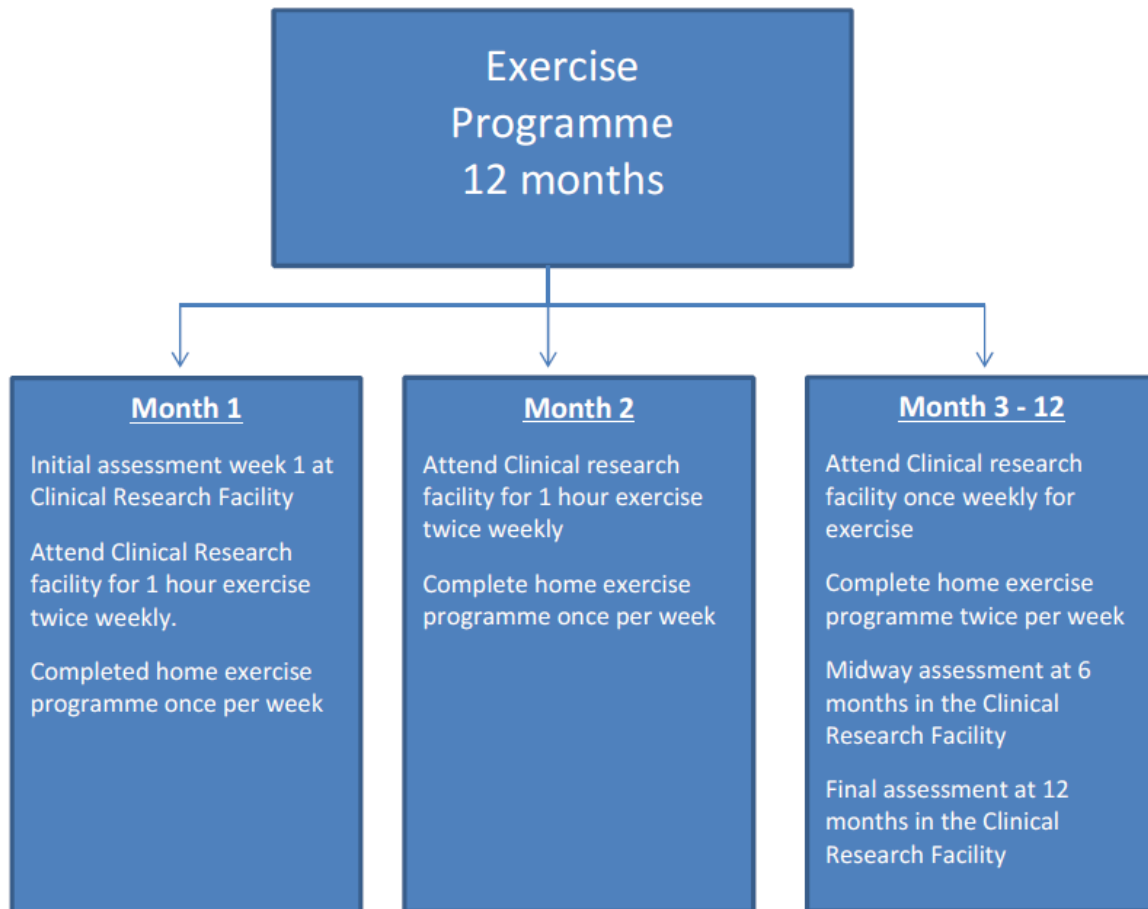 Exercise
Programme
12 months
Month 1
Initial assessment week 1 at
Clinical Research Facility
Attend Clinical Research
facility for 1 hour exercise
twice weekly.
Completed home exercise
programme once per week
Month 2
Attend Clinical research
facility for 1 hour exercise
twice weekly
Complete home exercise
programme once per week
Month 3 - 12
Attend Clinical research
facility once weekly for
exercise
Complete home exercise
programme twice per week
Midway assessment at 6
months in the Clinical
Research Facility
Final assessment at 12
months in the Clinical
Research Facility